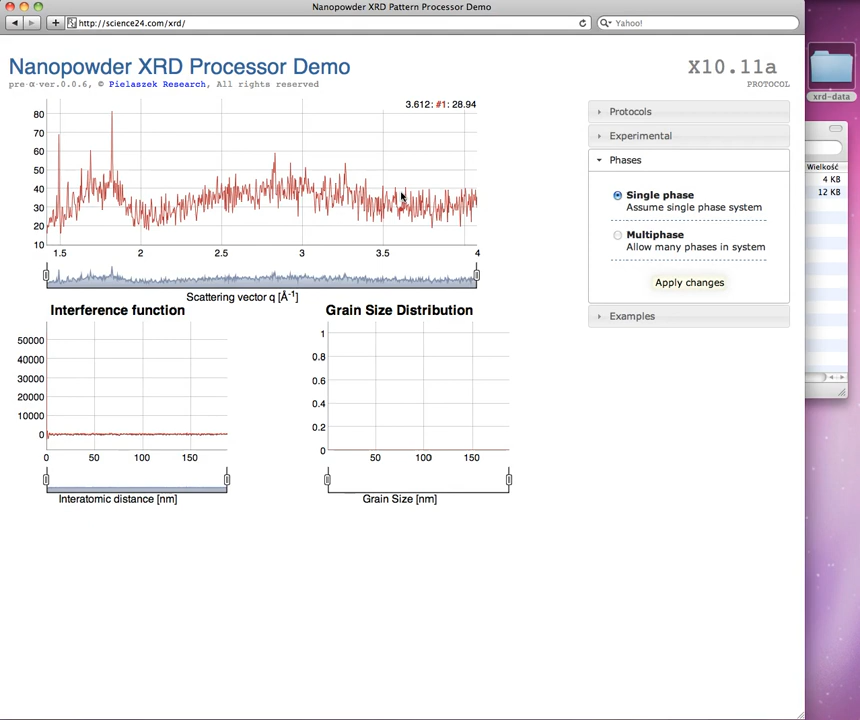 Nanopowder XRD Pattern Processor Demo
http://science24.com/xrd/
Yahoo!
Nanopowder XRD Processor Demo
X10.11a
pre-α-ver.0.0.6, © Pielaszek Research, All rights reserved
PROTOCOL
xrd-data
3.612: #1: 28.94
80
70
60
50
40
30
20
10
1.5 2 2.5 3 3.5 4
Scattering vector q [Å-1]
Protocols
Experimental
Phases
Single phase
Assume single phase system
Multiphase
Allow many phases in system
Apply changes
Examples
Wielkość
4 KB
12 KB
Interference function
50000
40000
30000
20000
10000
0
0 50 100 150
Interatomic distance [nm]
Grain Size Distribution
1
0.8
0.6
0.4
0.2
0
50 100 150
Grain Size [nm]